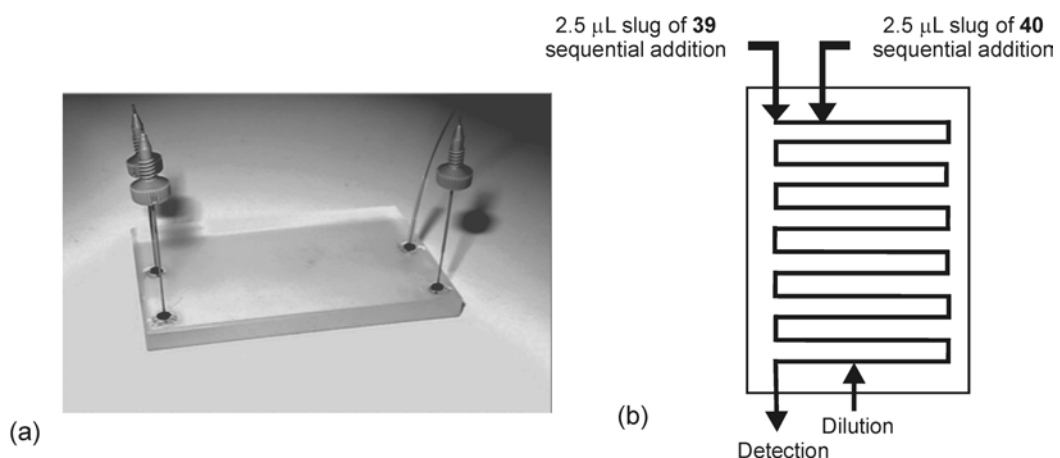 2.5 μL slug of 39
sequential addition
2.5 μL slug of 40
sequential addition
(a)
(b)
Dilution
Detection